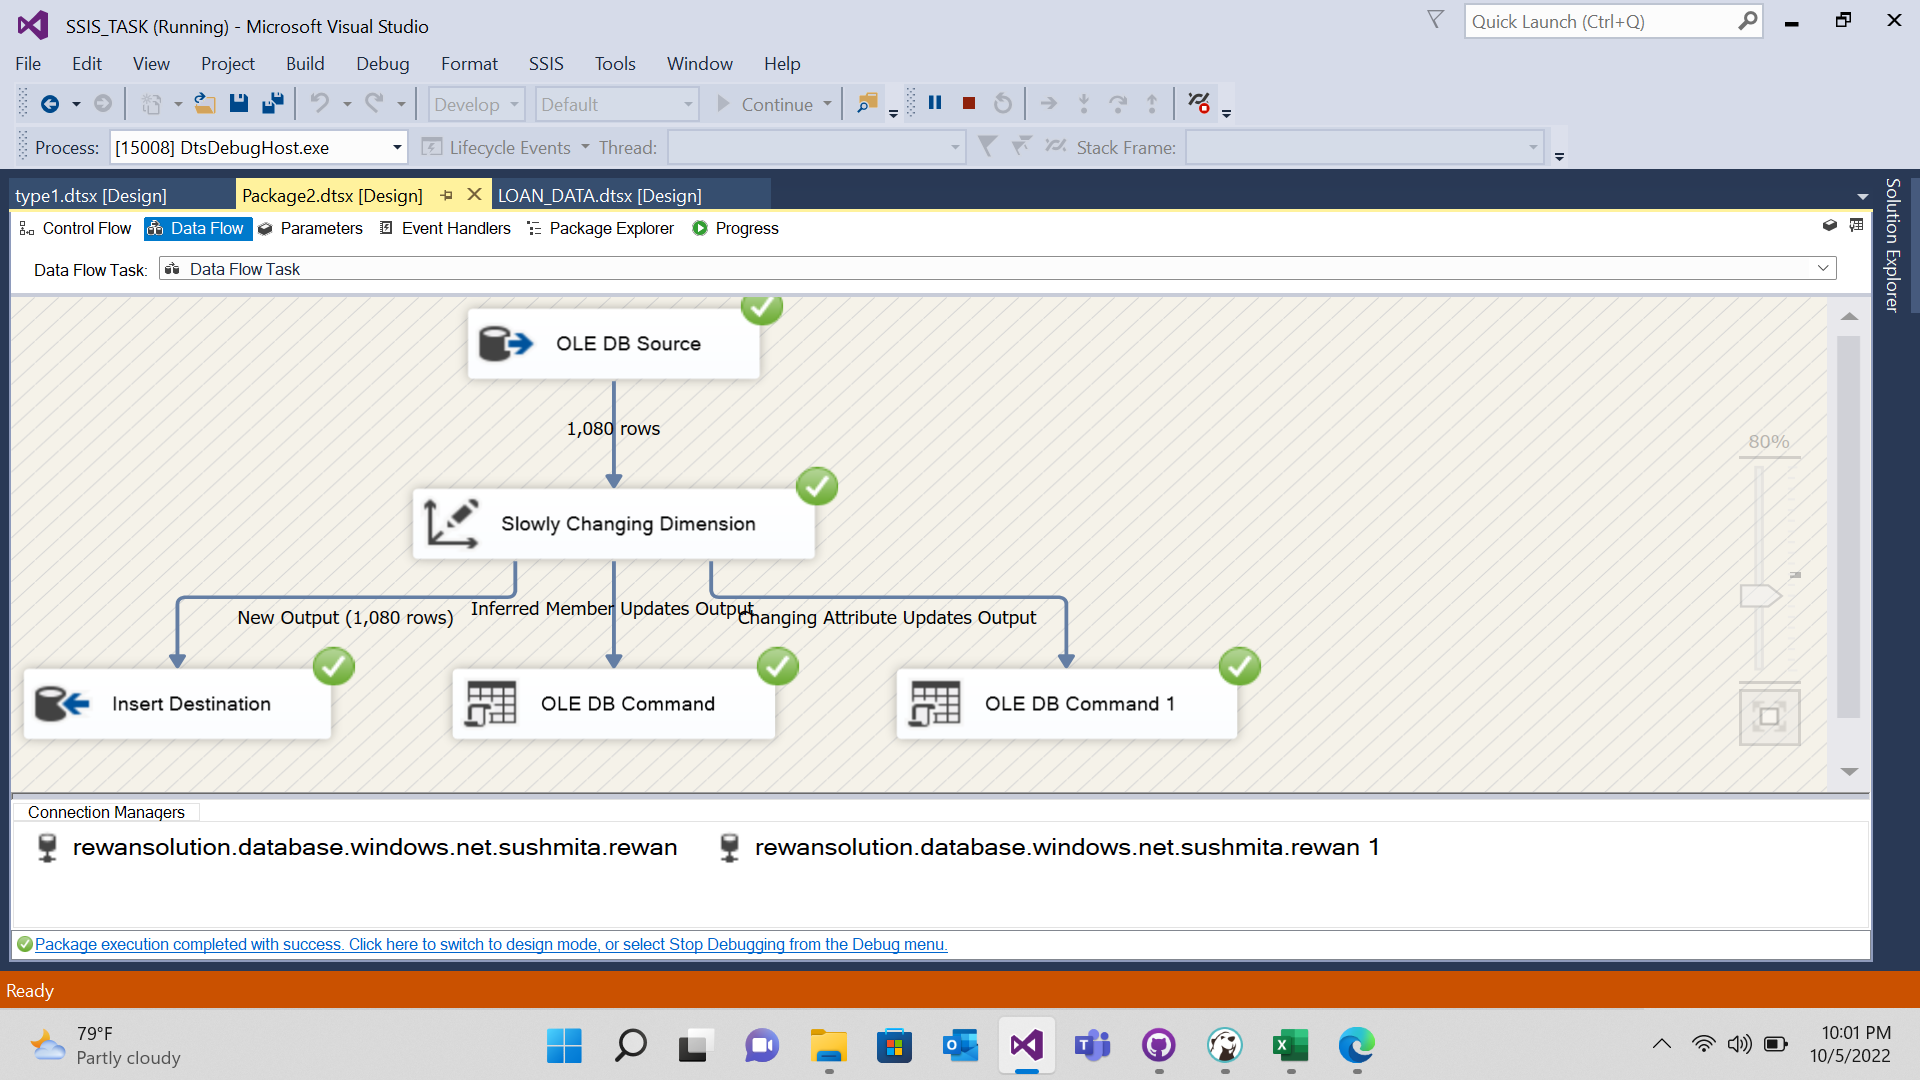 SSIS_TASK (Running) - Microsoft Visual Studio
Quick Launch (Ctrl+Q)
File Edit View Project Build Debug Format SSIS Tools Window Help
Develop Default Continue
Process: [15008] DtsDebugHost.exe Lifecycle Events Thread: Stack Frame:
type1.dtsx [Design] Package2.dtsx [Design] LOAN_DATA.dtsx [Design]
Solution Explorer
Control Flow Data Flow Parameters Event Handlers Package Explorer Progress
Data Flow Task: Data Flow Task
OLE DB Source
1,080 rows
80%
Slowly Changing Dimension
New Output (1,080 rows) Inferred Member Updates Output Changing Attribute Updates Output
Insert Destination OLE DB Command OLE DB Command 1
Connection Managers
rewansolution.database.windows.net.sushmita.rewan rewansolution.database.windows.net.sushmita.rewan 1
Package execution completed with success. Click here to switch to design mode, or select Stop Debugging from the Debug menu.
Ready
79°F
Partly cloudy
10:01 PM
10/5/2022